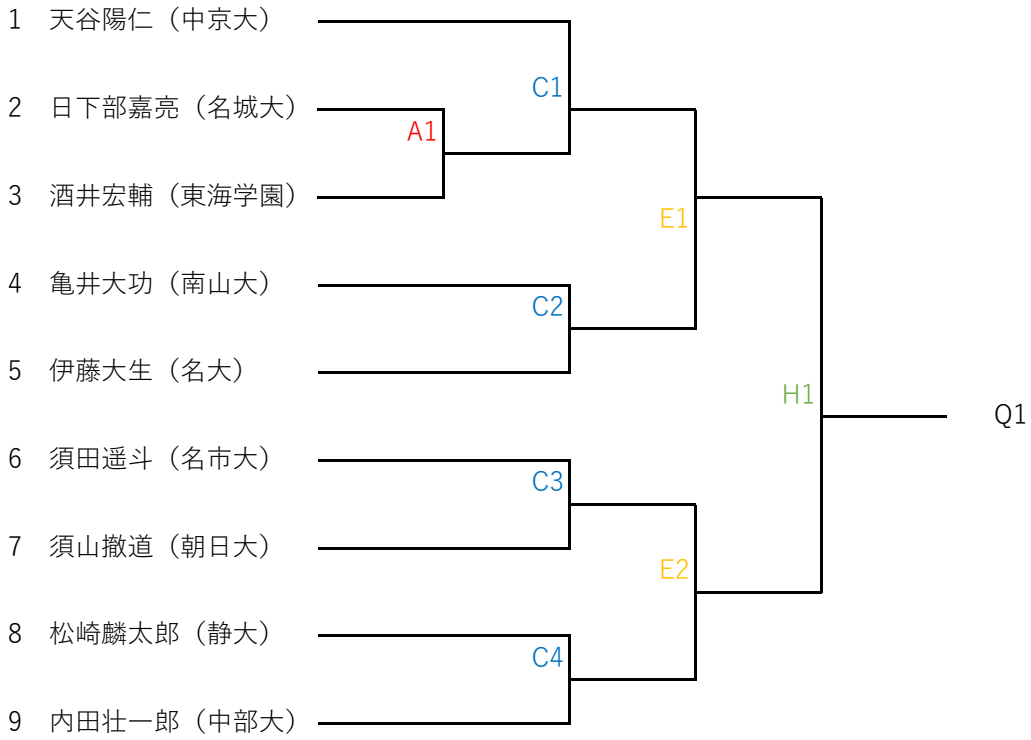 1 天谷陽仁（中京大）
C1
2 日下部嘉亮（名城大）
A1
3 酒井宏輔（東海学園）
E1
4 亀井大功（南山大）
C2
5 伊藤大生（名大）
H1
Q1
6 須田遥斗（名市大）
C3
7 須山撤道（朝日大）
E2
8 松崎麟太郎（静大）
C4
9 内田壮一郎（中部大）